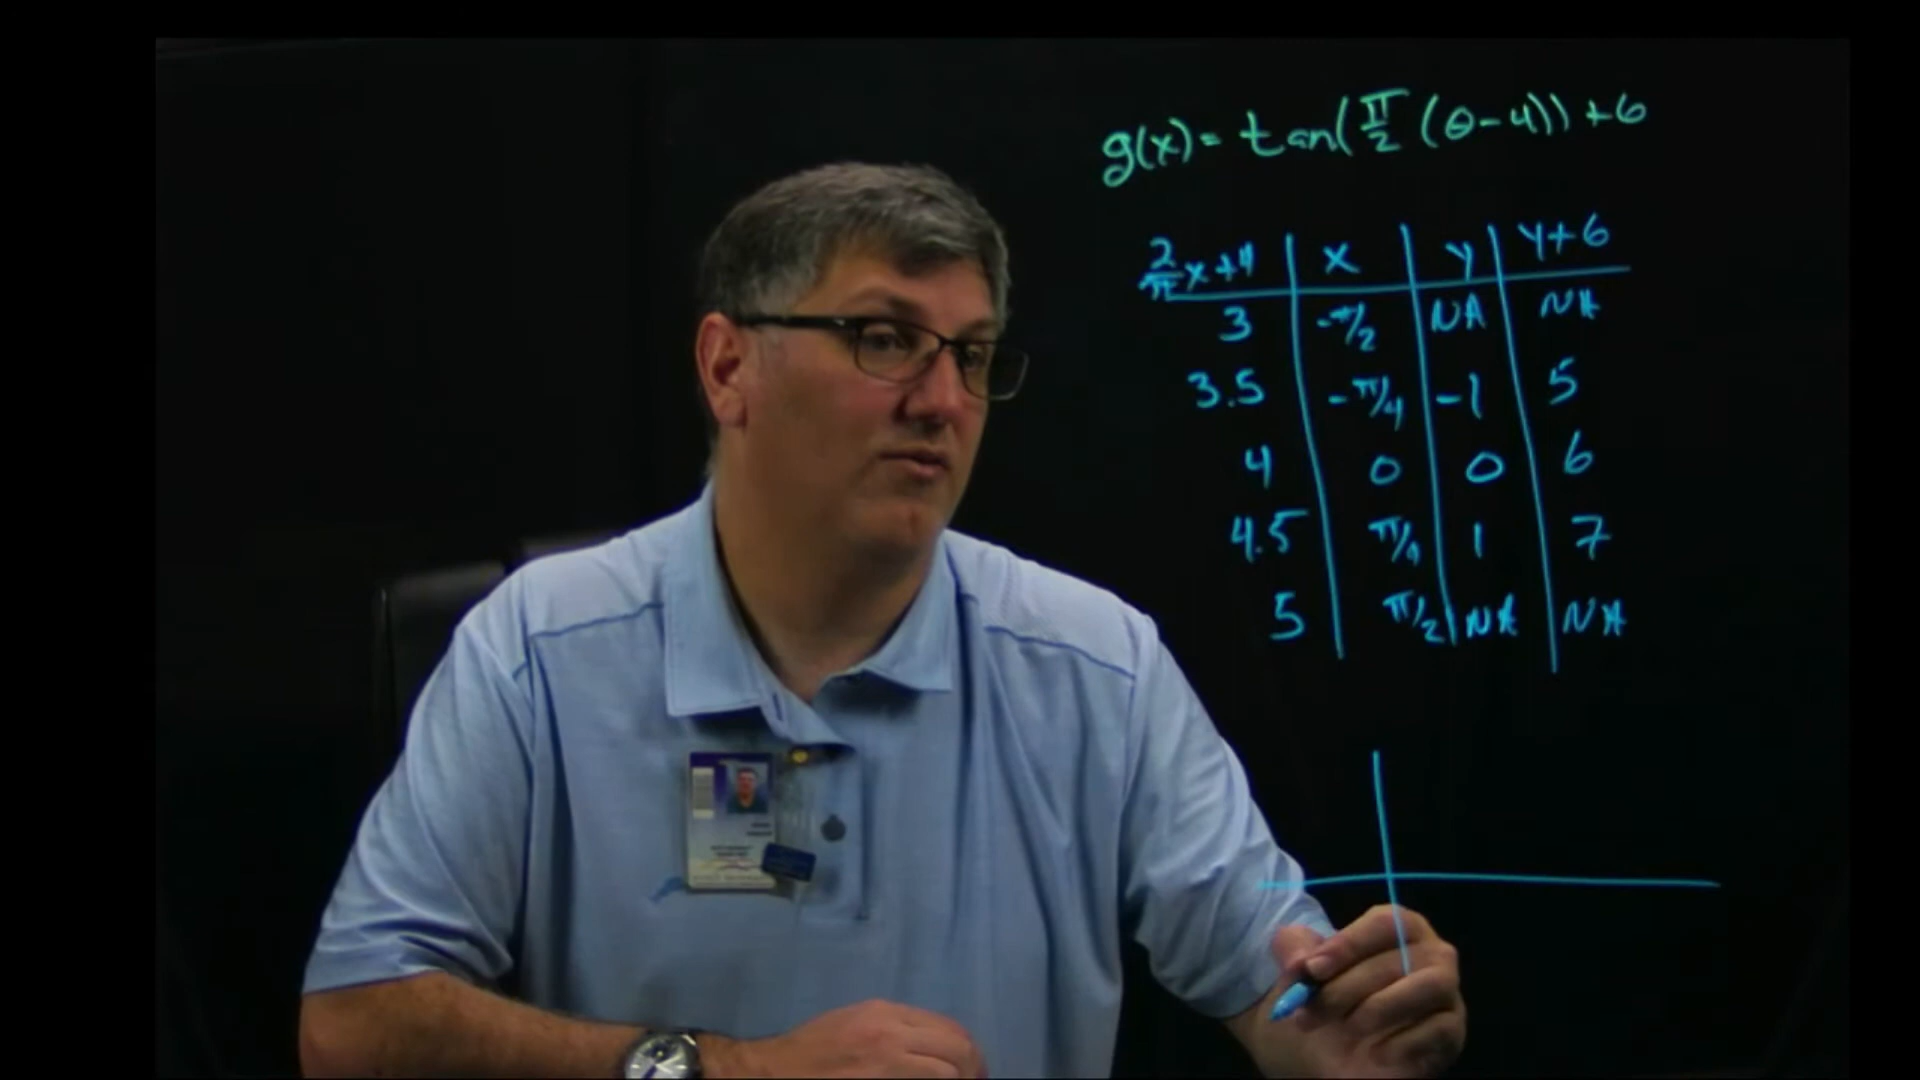 g(x) = tan(π/2 (θ-4)) +6
2/π x+4 x y y+6
3 -π/2 NA NA
3.5 -π/4 -1 5
4 0 0 6
4.5 π/4 1 7
5 π/2 NA NA